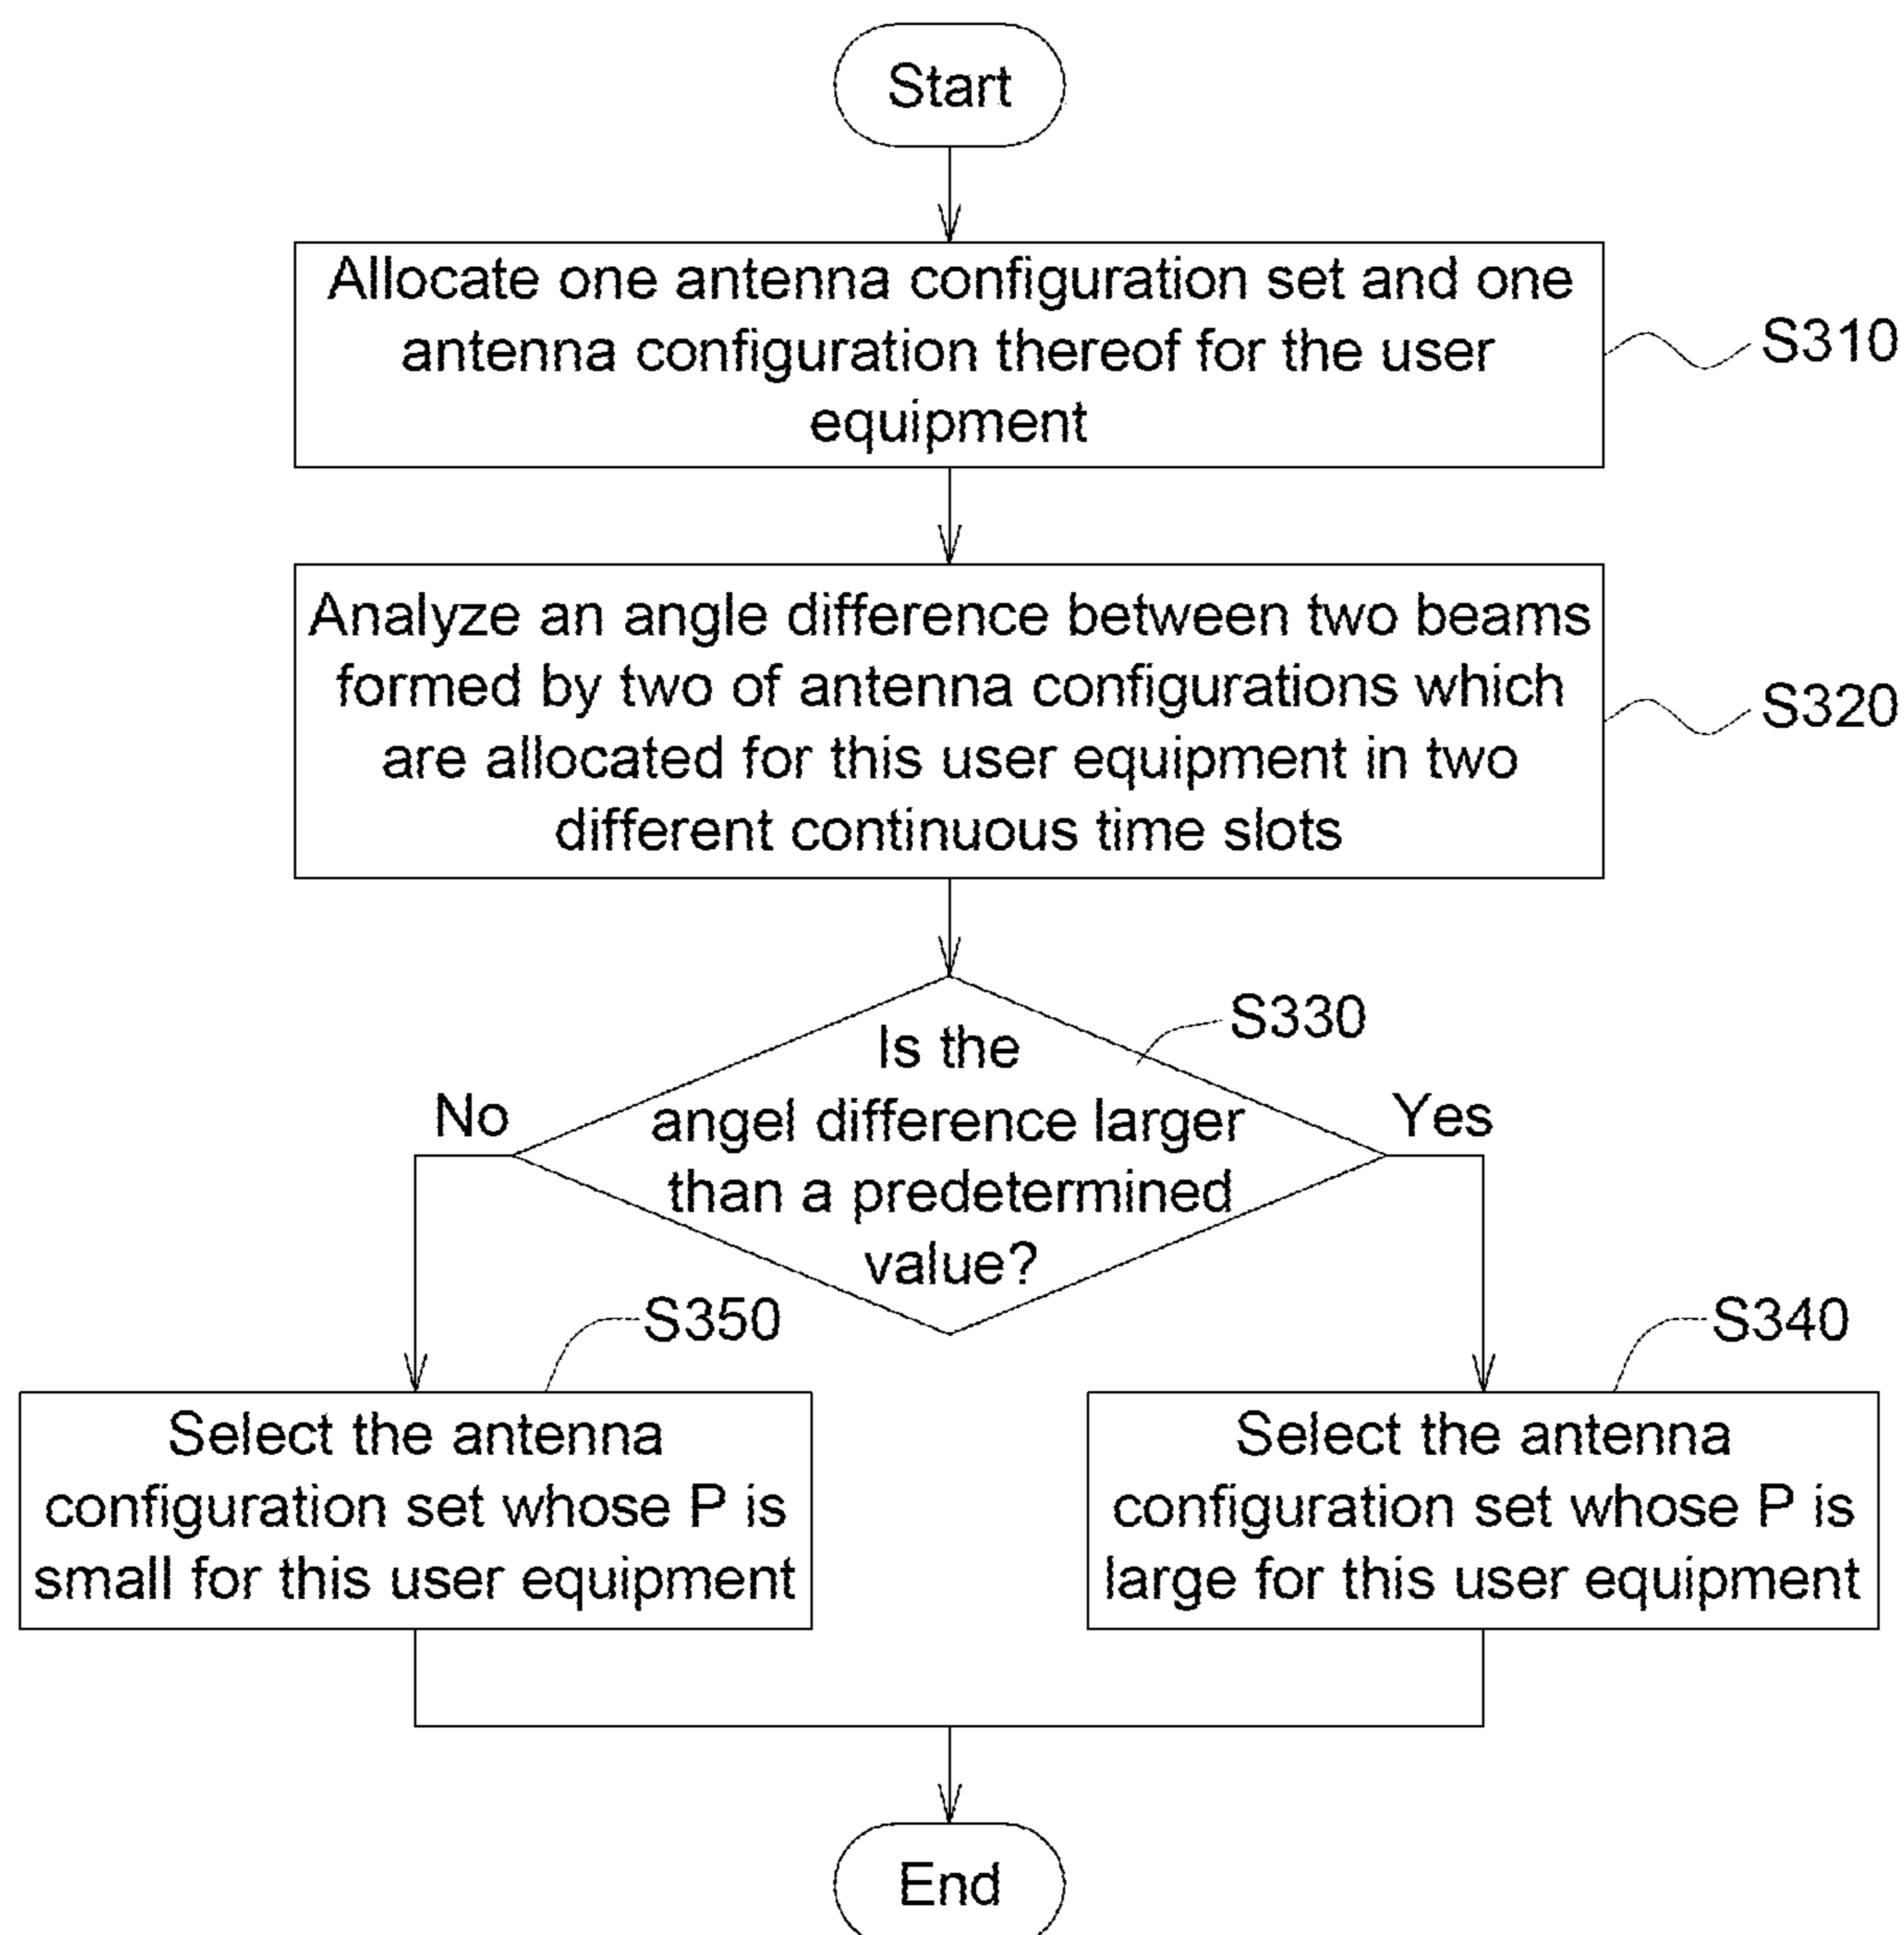 Start
Allocate one antenna configuration set and one
antenna configuration thereof for the user
equipment
S310
Analyze an angle difference between two beams
formed by two of antenna configurations which
are allocated for this user equipment in two
different continuous time slots
S320
S330
Is the
angel difference larger
than a predetermined
value?
No
Yes
S350
S340
Select the antenna
configuration set whose P is
small for this user equipment
Select the antenna
configuration set whose P is
large for this user equipment
End